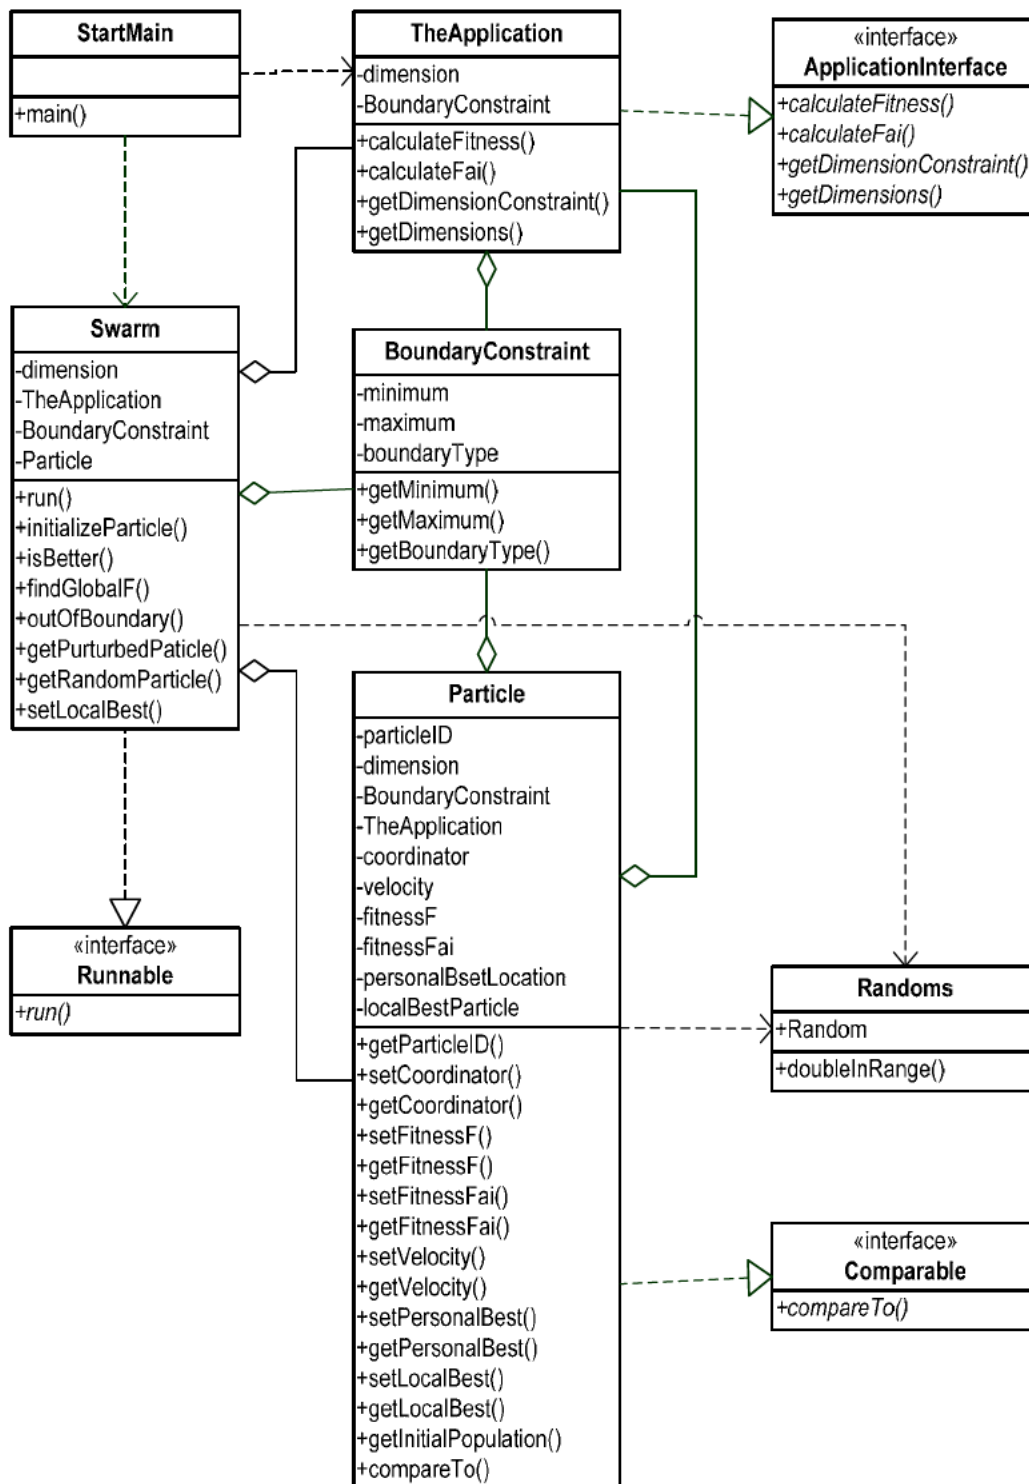 StartMain
+main()
TheApplication
-dimension
-BoundaryConstraint
+calculateFitness()
+calculateFai()
+getDimensionConstraint()
+getDimensions()
«interface»
ApplicationInterface
+calculateFitness()
+calculateFai()
+getDimensionConstraint()
+getDimensions()
Swarm
-dimension
-TheApplication
-BoundaryConstraint
-Particle
+run()
+initializeParticle()
+isBetter()
+findGlobalF()
+outOfBoundary()
+getPurturbedPaticle()
+getRandomParticle()
+setLocalBest()
BoundaryConstraint
-minimum
-maximum
-boundaryType
+getMinimum()
+getMaximum()
+getBoundaryType()
Particle
-particleID
-dimension
-BoundaryConstraint
-TheApplication
-coordinator
-velocity
-fitnessF
-fitnessFai
-personalBsetLocation
-localBestParticle
+getParticleID()
+setCoordinator()
+getCoordinator()
+setFitnessF()
+getFitnessF()
+setFitnessFai()
+getFitnessFai()
+setVelocity()
+getVelocity()
+setPersonalBest()
+getPersonalBest()
+setLocalBest()
+getLocalBest()
+getInitialPopulation()
+compareTo()
«interface»
Runnable
+run()
Randoms
+Random
+doubleInRange()
«interface»
Comparable
+compareTo()